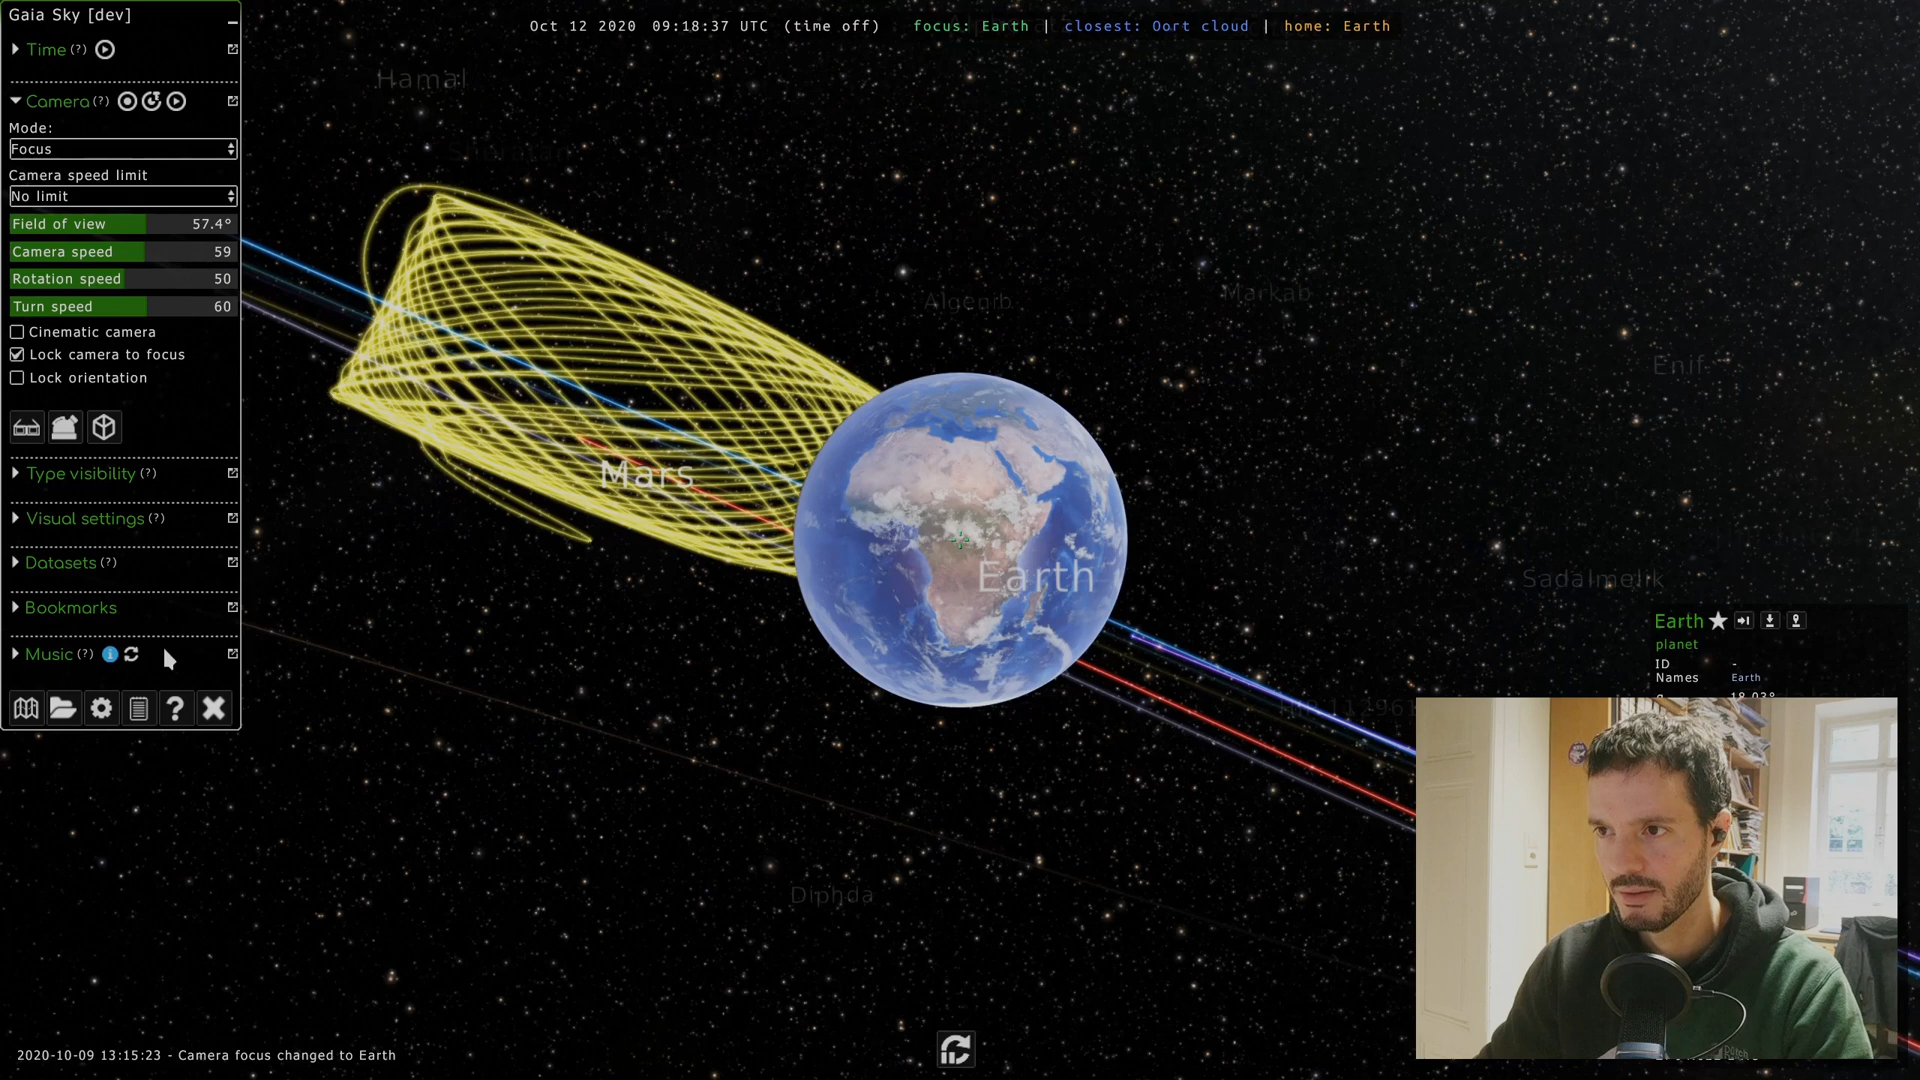 Gaia Sky [dev]
Oct 12 2020 09:18:37 UTC (time off) focus: Earth | closest: Oort cloud | home: Earth
Time (?)
Camera (?)
Mode:
Focus
Camera speed limit
No limit
Field of view 57.4°
Camera speed 59
Rotation speed 50
Turn speed 60
Cinematic camera
Lock camera to focus
Lock orientation
Type visibility (?)
Visual settings (?)
Datasets (?)
Bookmarks
Music (?)
Hamal
Algenib
Markab
Enif
Mars
Earth
Sadalmelik
Diphda
Earth
planet
ID -
Names Earth
18.03°
2020-10-09 13:15:23 - Camera focus changed to Earth